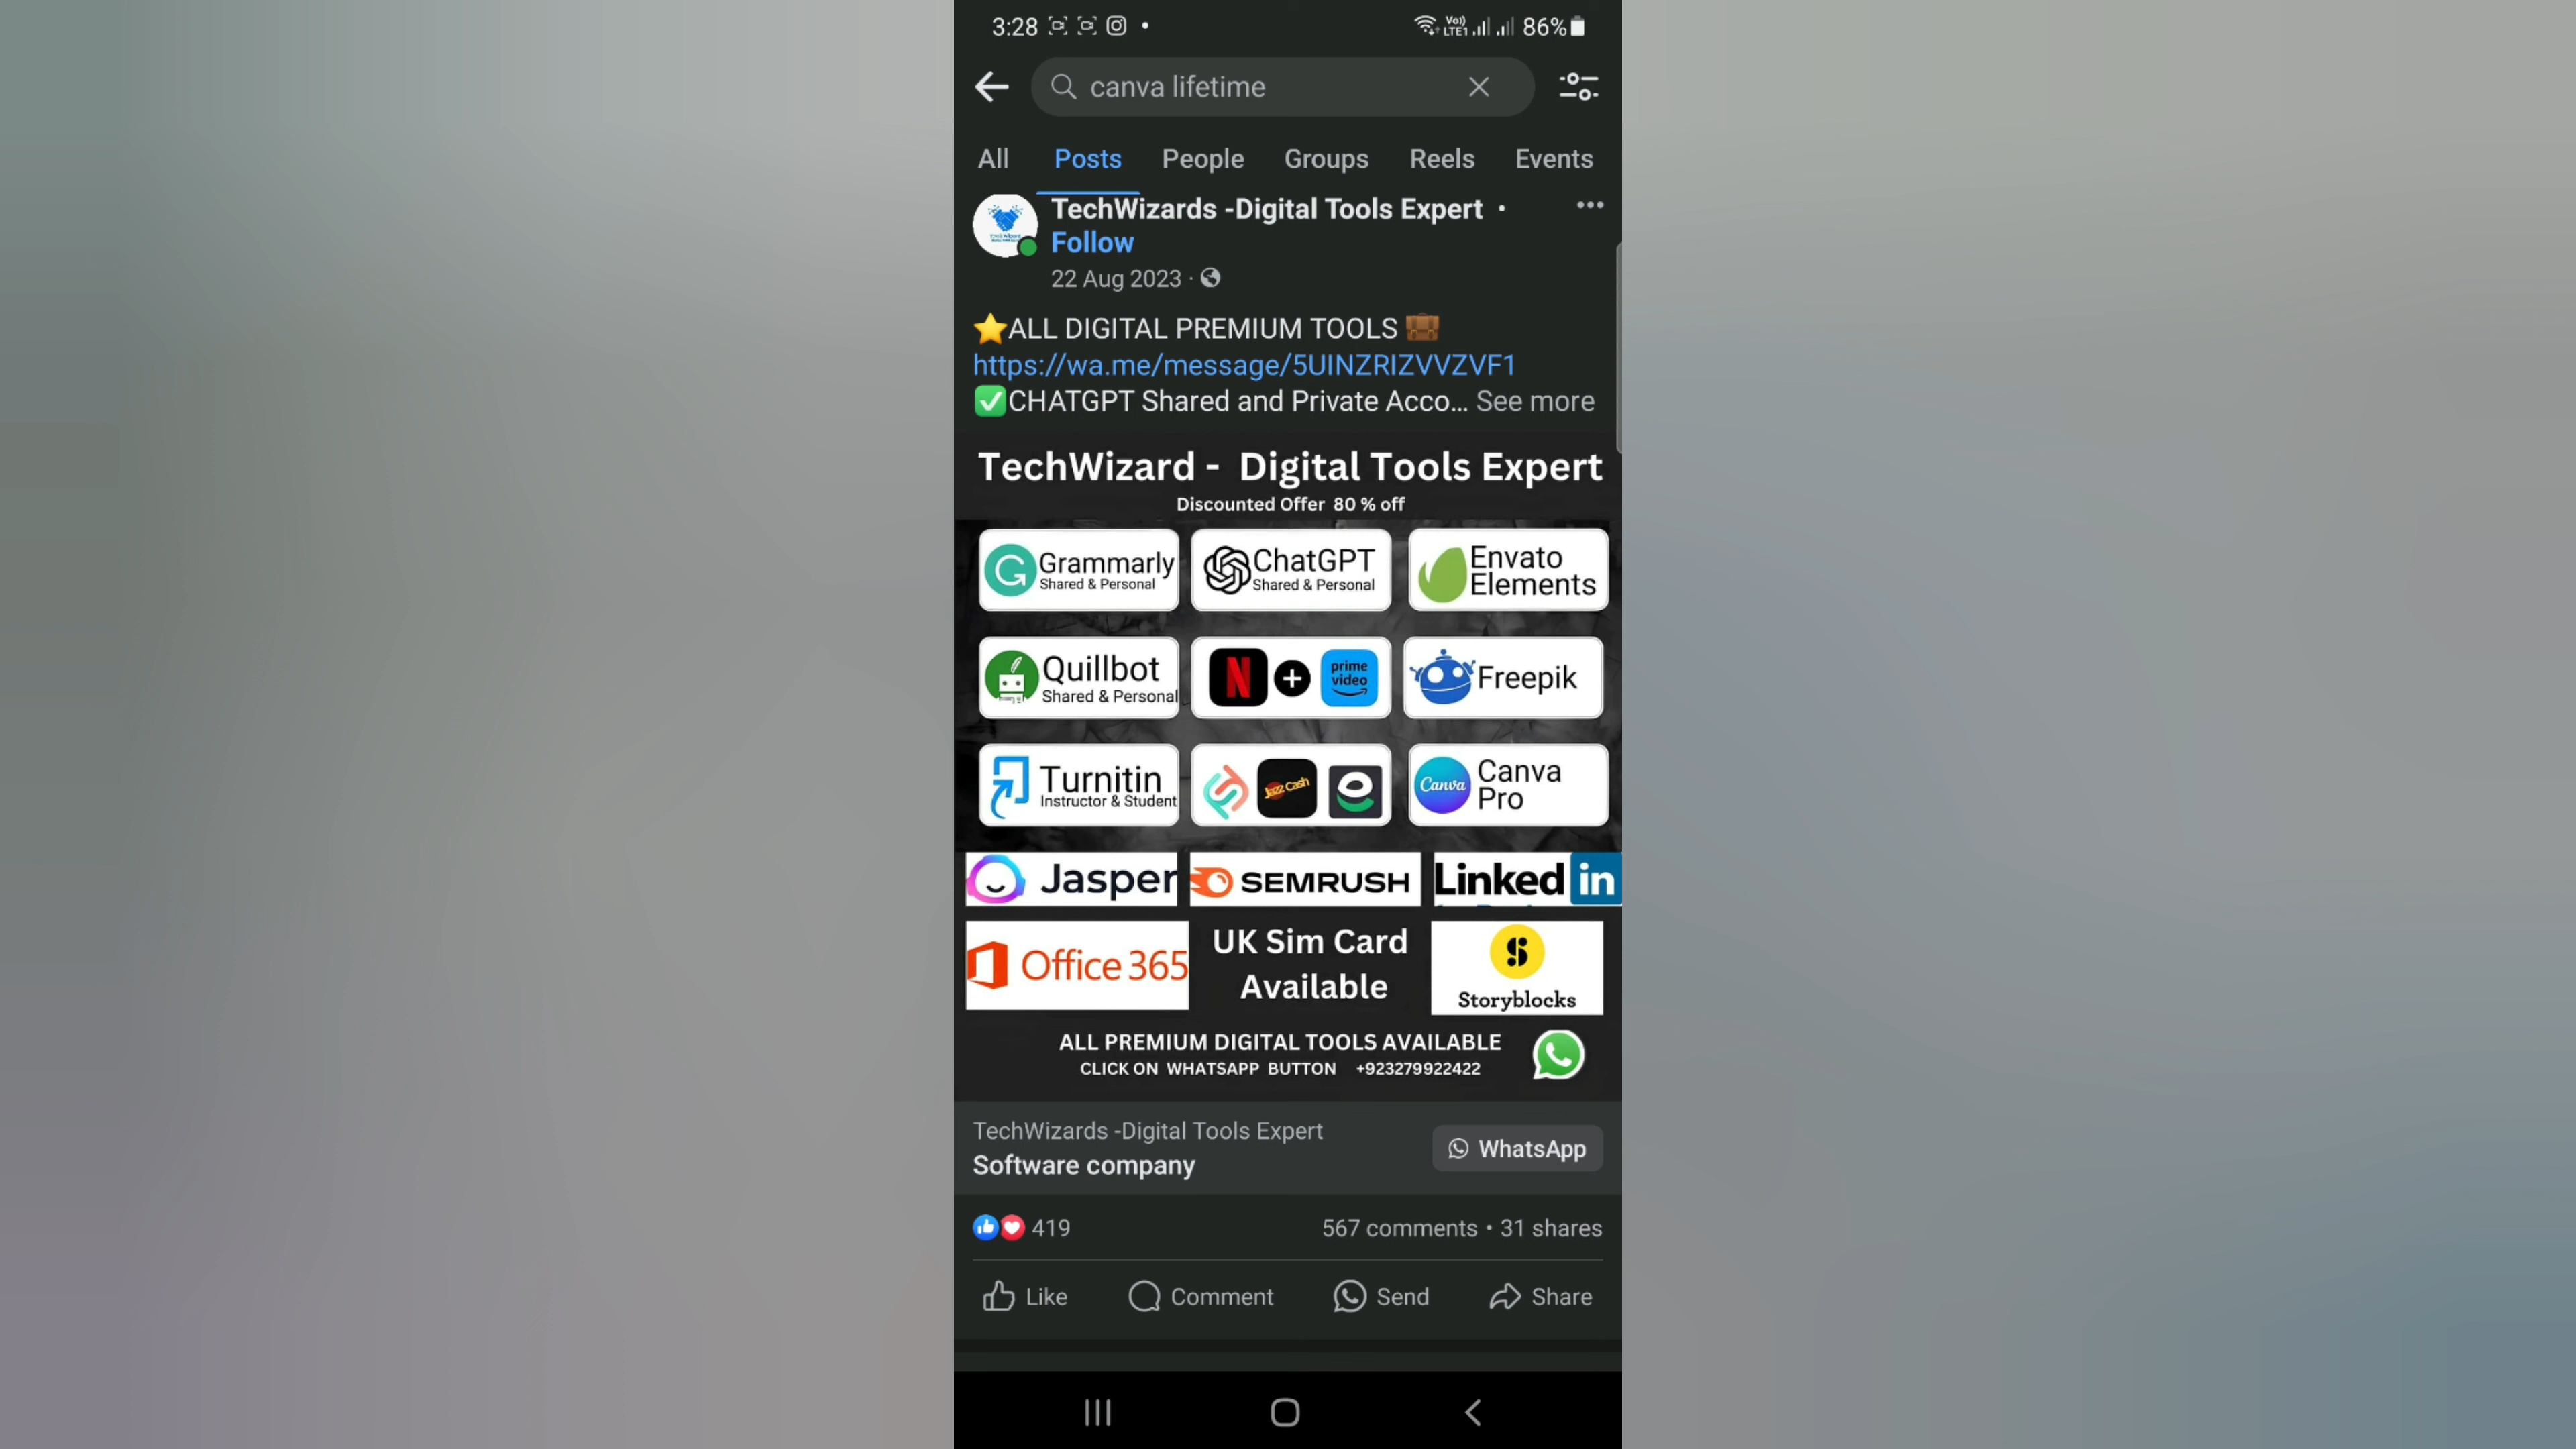 3:28 Vo)) LTE1 86%
canva lifetime
All Posts People Groups Reels Events
TechWizards -Digital Tools Expert •
Follow
22 Aug 2023 ·
⭐ALL DIGITAL PREMIUM TOOLS 💼
https://wa.me/message/5UINZRIZVVZVF1
✅CHATGPT Shared and Private Acco... See more
TechWizard - Digital Tools Expert
Discounted Offer 80 % off
Grammarly
Shared & Personal
ChatGPT
Shared & Personal
Envato
Elements
Quillbot
Shared & Personal
N + prime video
Freepik
Turnitin
Instructor & Student
Jazz Cash
Canva
Canva
Pro
Jasper
SEMRUSH
Linked in
Office 365
UK Sim Card
Available
Storyblocks
ALL PREMIUM DIGITAL TOOLS AVAILABLE
CLICK ON WHATSAPP BUTTON +923279922422
TechWizards -Digital Tools Expert
Software company
WhatsApp
419
567 comments • 31 shares
Like Comment Send Share